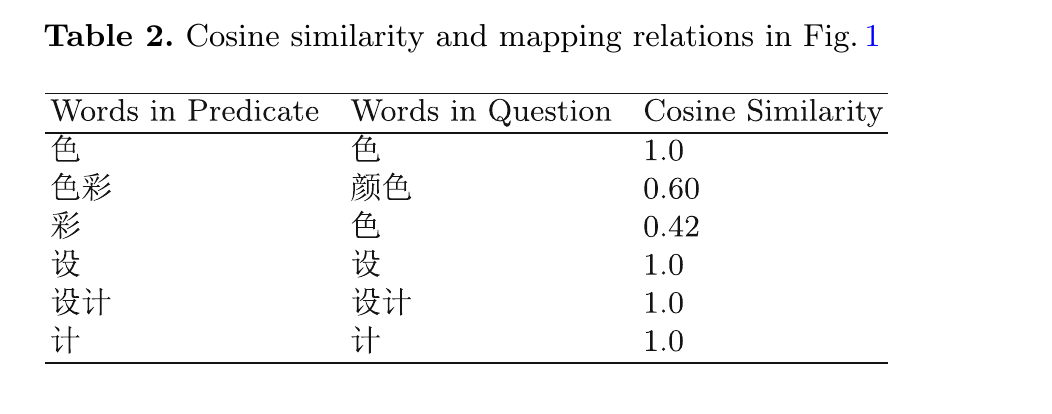 Table 2. Cosine similarity and mapping relations in Fig. 1
Words in Predicate Words in Question Cosine Similarity
色 色 1.0
色彩 颜色 0.60
彩 色 0.42
设 设 1.0
设计 设计 1.0
计 计 1.0